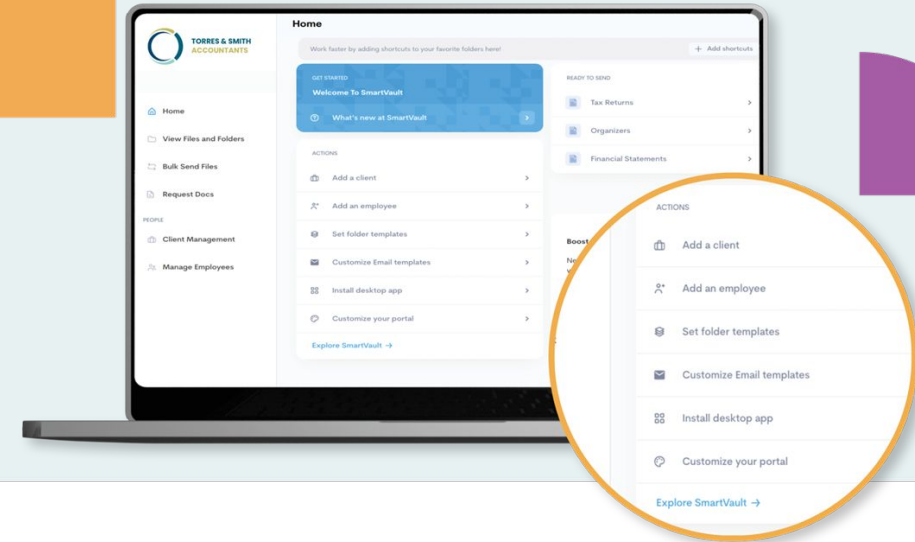 TORRES & SMITH
ACCOUNTANTS
Home
View Files and Folders
Bulk Send Files
Request Docs
PEOPLE
Client Management
Manage Employees
Home
Work faster by adding shortcuts to your favorite folders here!
+ Add shortcuts
GET STARTED
Welcome To SmartVault
What's new at SmartVault
ACTIONS
Add a client
Add an employee
Set folder templates
Customize Email templates
Install desktop app
Customize your portal
Explore SmartVault →
READY TO SEND
Tax Returns
Organizers
Financial Statements
Boost
ACTIONS
Add a client
Add an employee
Set folder templates
Customize Email templates
Install desktop app
Customize your portal
Explore SmartVault →